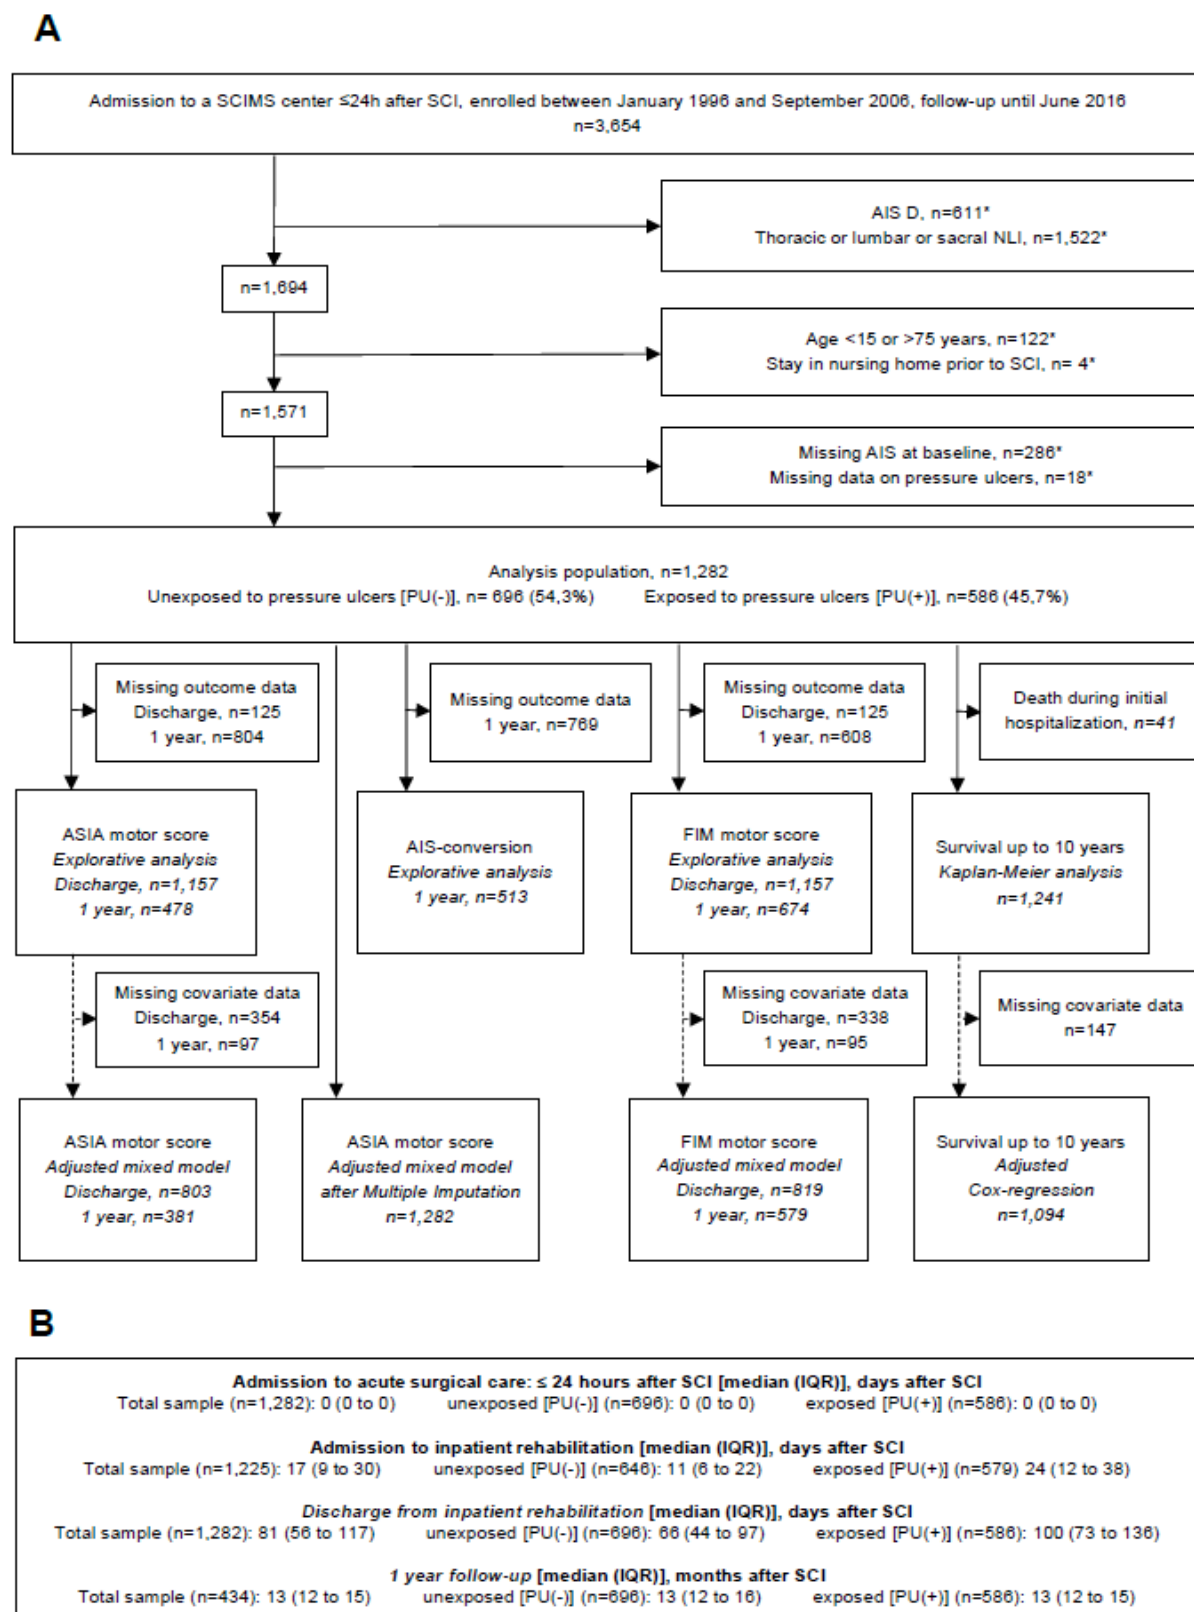 A
Admission to a SCIMS center ≤24h after SCI, enrolled between January 1996 and September 2006, follow-up until June 2016
n=3,654
AIS D, n=611*
Thoracic or lumbar or sacral NLI, n=1,522*
n=1,694
Age <15 or >75 years, n=122*
Stay in nursing home prior to SCI, n= 4*
n=1,571
Missing AIS at baseline, n=286*
Missing data on pressure ulcers, n=18*
Analysis population, n=1,282
Unexposed to pressure ulcers [PU(-)], n= 696 (54,3%) Exposed to pressure ulcers [PU(+)], n=586 (45,7%)
Missing outcome data
Discharge, n=125
1 year, n=804
Missing outcome data
1 year, n=769
Missing outcome data
Discharge, n=125
1 year, n=608
Death during initial
hospitalization, n=41
ASIA motor score
Explorative analysis
Discharge, n=1,157
1 year, n=478
AIS-conversion
Explorative analysis
1 year, n=513
FIM motor score
Explorative analysis
Discharge, n=1,157
1 year, n=674
Survival up to 10 years
Kaplan-Meier analysis
n=1,241
Missing covariate data
Discharge, n=354
1 year, n=97
Missing covariate data
Discharge, n=338
1 year, n=95
Missing covariate data
n=147
ASIA motor score
Adjusted mixed model
Discharge, n=803
1 year, n=381
ASIA motor score
Adjusted mixed model
after Multiple Imputation
n=1,282
FIM motor score
Adjusted mixed model
Discharge, n=819
1 year, n=579
Survival up to 10 years
Adjusted
Cox-regression
n=1,094
B
Admission to acute surgical care: ≤ 24 hours after SCI [median (IQR)], days after SCI
Total sample (n=1,282): 0 (0 to 0) unexposed [PU(-)] (n=696): 0 (0 to 0) exposed [PU(+)] (n=586): 0 (0 to 0)
Admission to inpatient rehabilitation [median (IQR)], days after SCI
Total sample (n=1,225): 17 (9 to 30) unexposed [PU(-)] (n=646): 11 (6 to 22) exposed [PU(+)] (n=579) 24 (12 to 38)
Discharge from inpatient rehabilitation [median (IQR)], days after SCI
Total sample (n=1,282): 81 (56 to 117) unexposed [PU(-)] (n=696): 66 (44 to 97) exposed [PU(+)] (n=586): 100 (73 to 136)
1 year follow-up [median (IQR)], months after SCI
Total sample (n=434): 13 (12 to 15) unexposed [PU(-)] (n=696): 13 (12 to 16) exposed [PU(+)] (n=586): 13 (12 to 15)